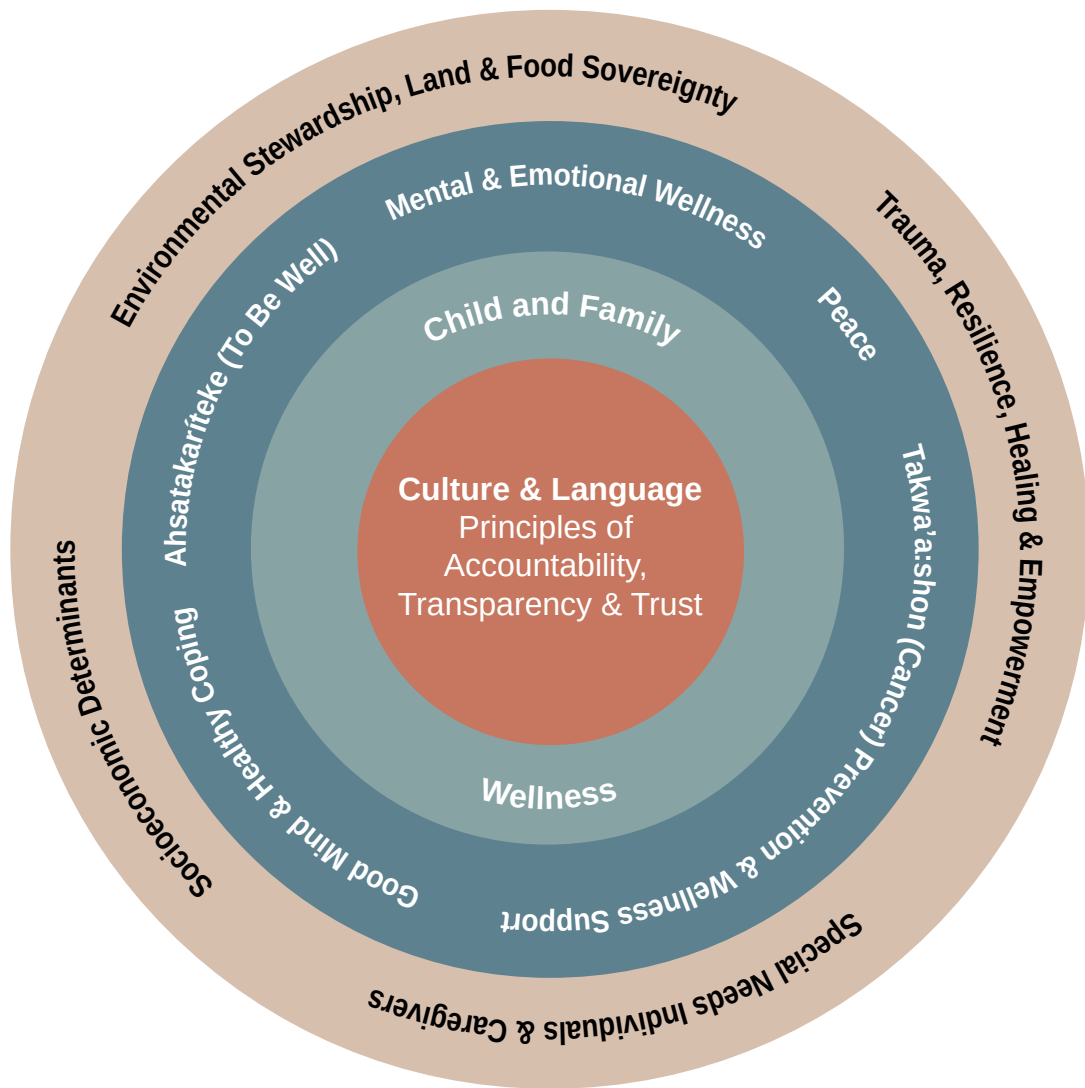 Environmental Stewardship, Land & Food Sovereignty
Trauma, Resilience, Healing & Empowerment
Special Needs Individuals & Caregivers
Socioeconomic Determinants
Mental & Emotional Wellness
Peace
Takwa’a:shon (Cancer) Prevention & Wellness Support
Good Mind & Healthy Coping
Ahsatakaríteke (To Be Well)
Child and Family
Wellness
Culture & Language
Principles of
Accountability,
Transparency & Trust